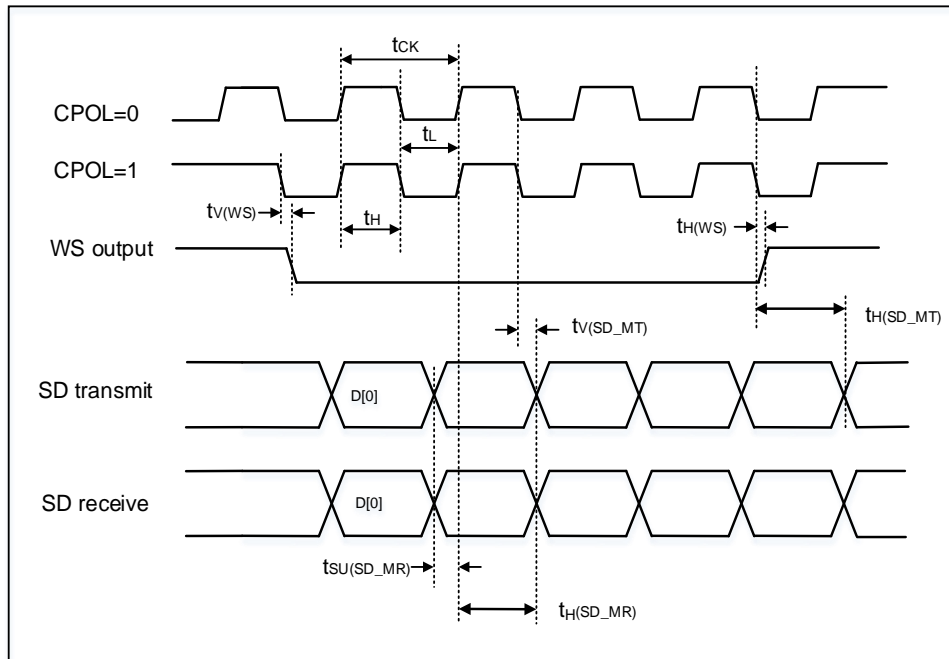 tCK
CPOL=0
tL
CPOL=1
tV(WS)
tH
tH(WS)
WS output
tH(SD_MT)
tV(SD_MT)
SD transmit
D[0]
SD receive
D[0]
tSU(SD_MR)
tH(SD_MR)